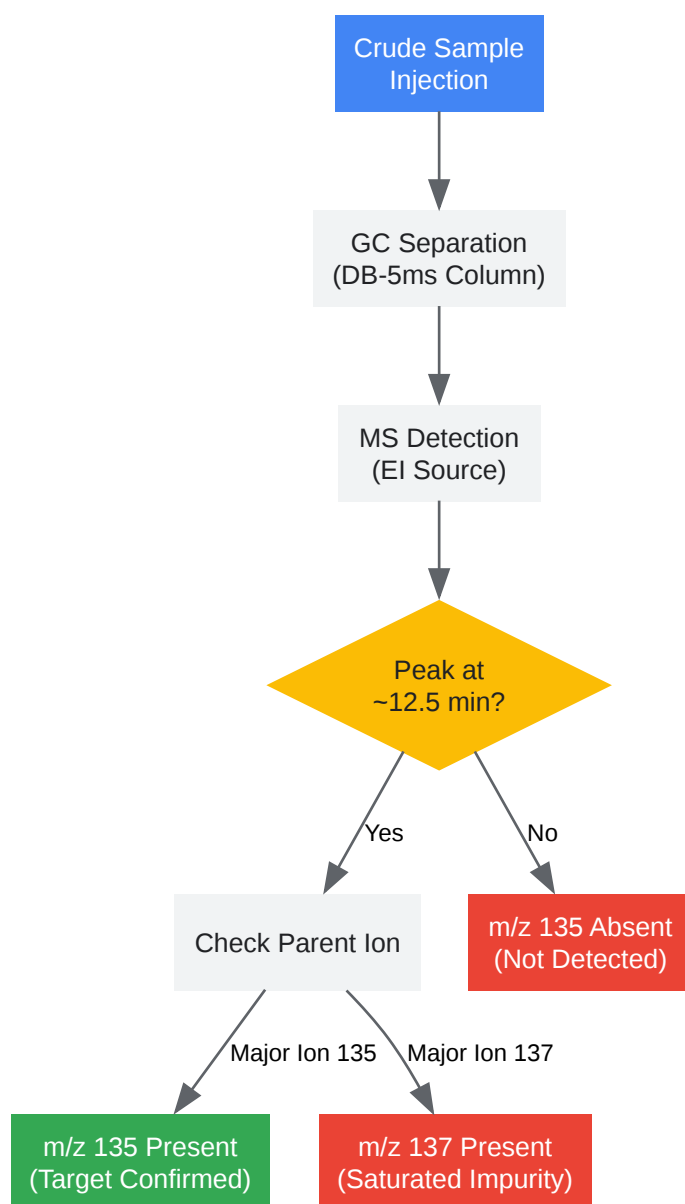 Crude Sample
Injection
GC Separation
(DB-5ms Column)
MS Detection
(EI Source)
Peak at
~12.5 min?
Yes
No
Check Parent Ion
m/z 135 Absent
(Not Detected)
Major Ion 135
Major Ion 137
m/z 135 Present
(Target Confirmed)
m/z 137 Present
(Saturated Impurity)